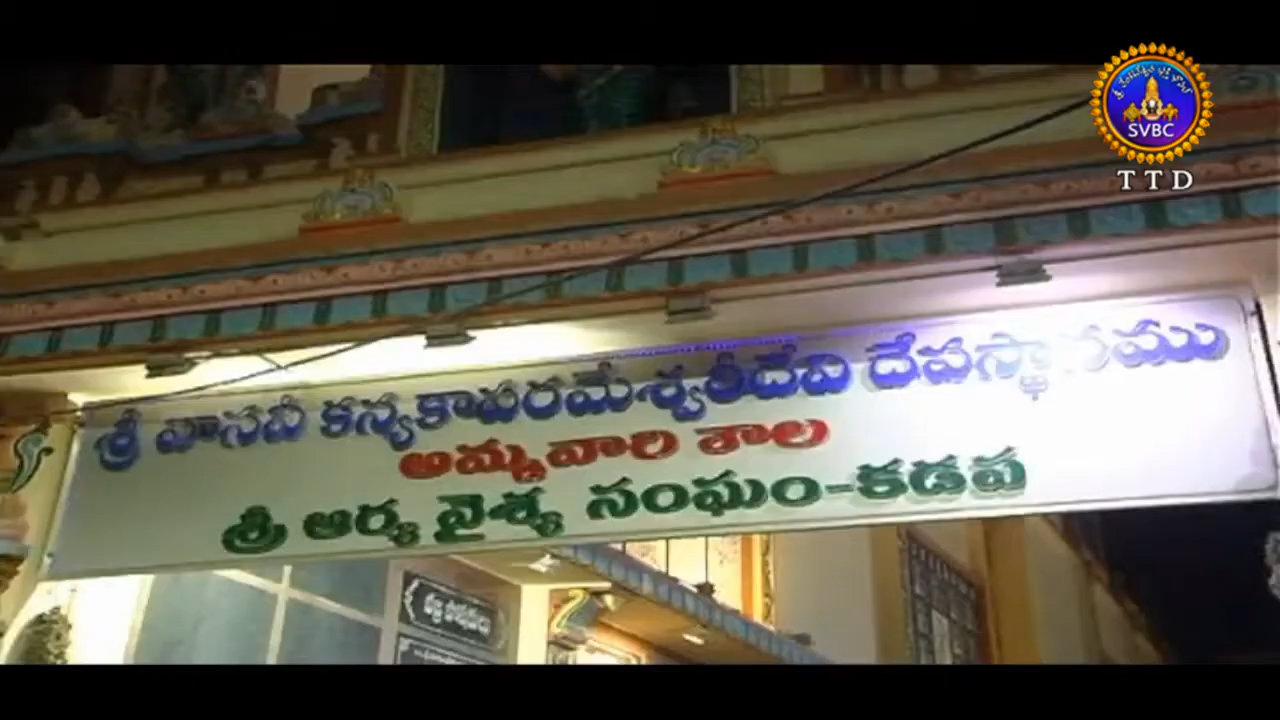 SVBC
TTD
శ్రీ వాసవీ కన్యకాపరమేశ్వరీదేవి దేవస్థానము
అమ్మవారి శాల
శ్రీ ఆర్య వైశ్య సంఘం-కడప